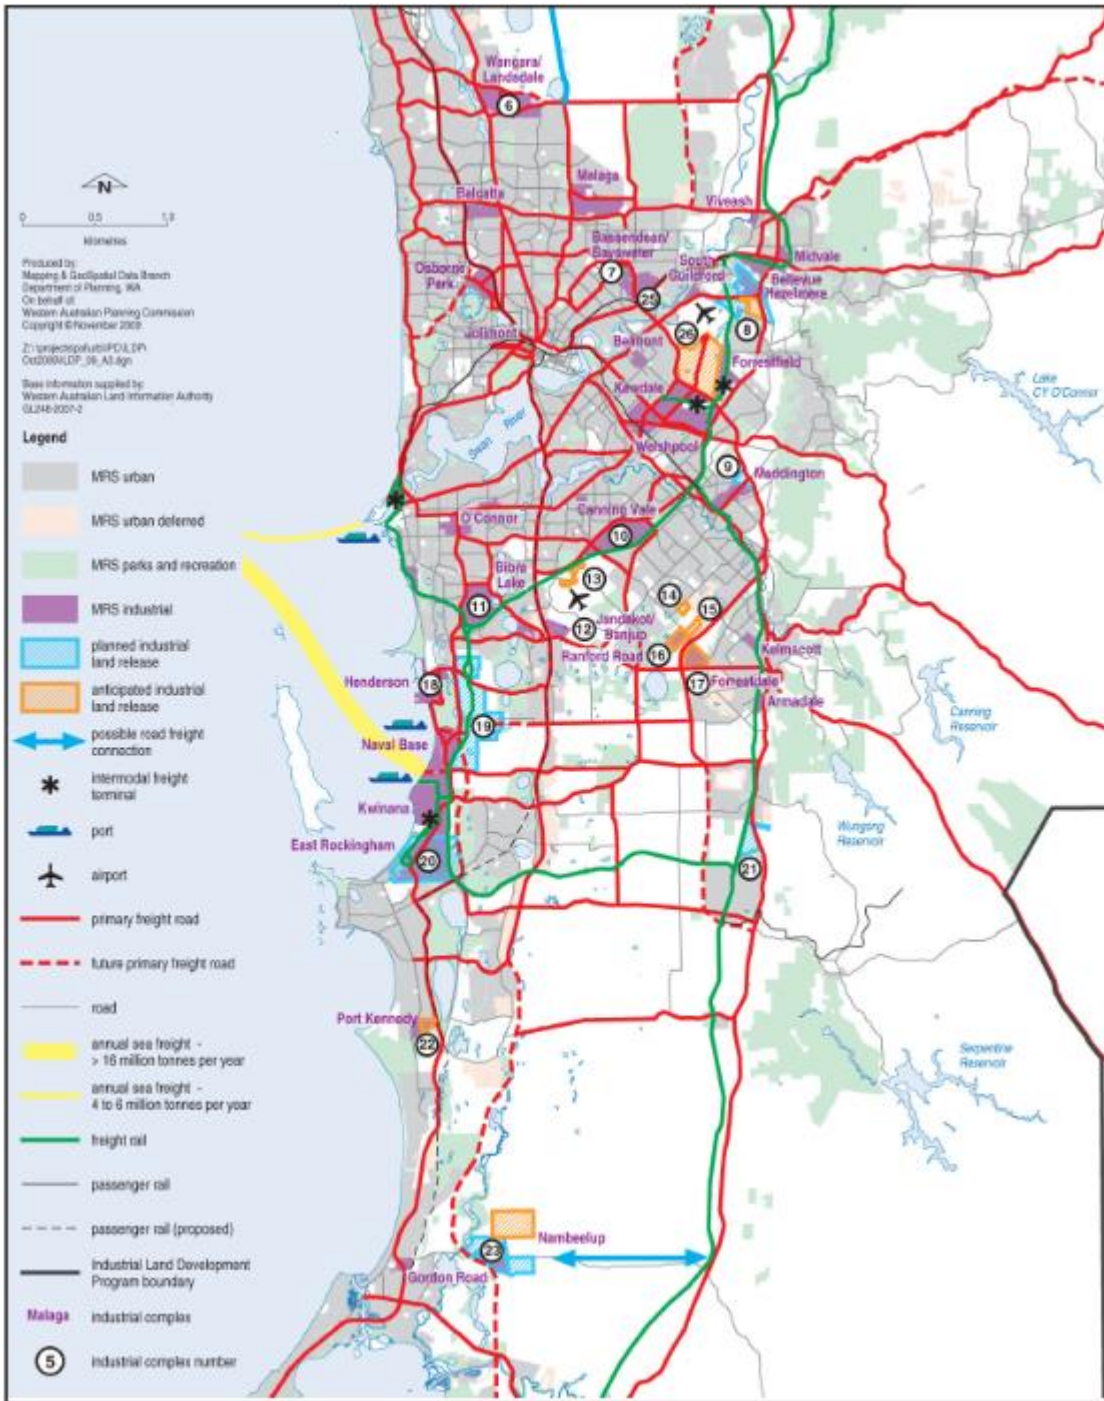 Wangara/
Landsdale
6
Malaga
Balcatta
Viveash
Bassendean/
Bayswater
7
South
Guildford
Midvale
Bellevue
Hazelmere
Osborne
Park
25
8
26
Jolimont
Belmont
Forrestfield
Kewdale
Lake
CY O'Connor
Swan River
Welshpool
9
Maddington
O'Connor
Canning Vale
10
Bibra
Lake
13
11
14
15
12
Jandakot/
Banjup
Ranford Road
16
Kelmscott
Henderson
18
17
Forrestdale
Armadale
19
Canning
Reservoir
Naval Base
Kwinana
Wungong
Reservoir
East Rockingham
20
21
Port Kennedy
22
Serpentine
Reservoir
Nambeelup
23
Gordon Road
N
0 0.5 1.0
kilometres
Produced by:
Mapping & GeoSpatial Data Branch
Department of Planning, WA
On behalf of:
Western Australian Planning Commission
Copyright © November 2009
Base information supplied by:
Western Australian Land Information Authority
GL248-2007-2
Legend
MRS urban
MRS urban deferred
MRS parks and recreation
MRS industrial
planned industrial
land release
anticipated industrial
land release
possible road freight
connection
intermodal freight
terminal
port
airport
primary freight road
future primary freight road
road
annual sea freight -
> 16 million tonnes per year
annual sea freight -
4 to 6 million tonnes per year
freight rail
passenger rail
passenger rail (proposed)
Industrial Land Development
Program boundary
Malaga industrial complex
5 industrial complex number